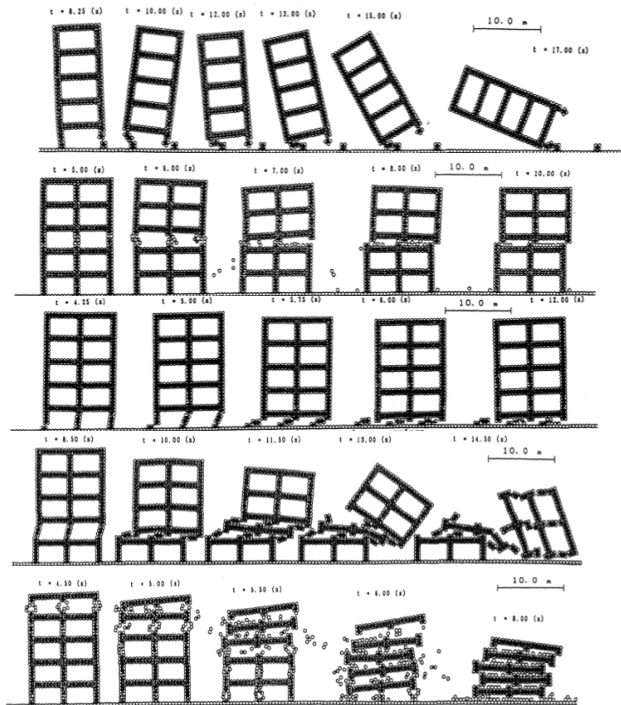 t = 8.25 (s) t = 10.00 (s) t = 12.00 (s) t = 13.00 (s) t = 15.00 (s) 10.0 m t = 17.00 (s)
t = 5.00 (s) t = 6.00 (s) t = 7.00 (s) t = 8.00 (s) 10.0 m t = 10.00 (s)
t = 4.25 (s) t = 5.00 (s) t = 5.75 (s) t = 6.00 (s) 10.0 m t = 12.00 (s)
t = 8.50 (s) t = 10.00 (s) t = 11.50 (s) t = 13.00 (s) t = 14.50 (s) 10.0 m
t = 4.50 (s) t = 5.00 (s) t = 5.50 (s) t = 6.00 (s) t = 8.00 (s) 10.0 m